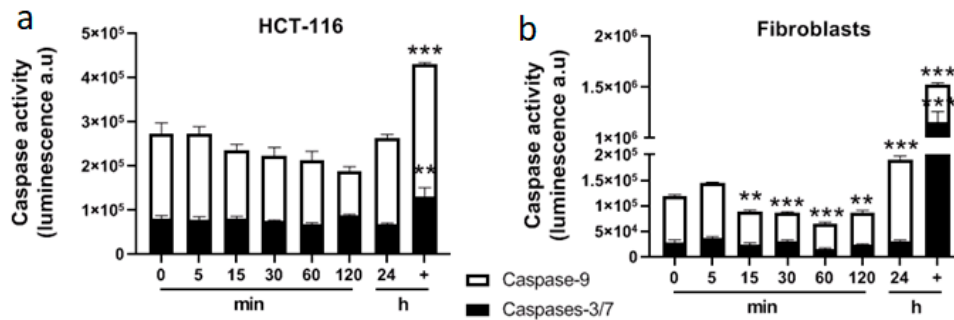 a
HCT-116
Caspase activity
(luminescence a.u)
5×10⁵
4×10⁵
3×10⁵
2×10⁵
1×10⁵
0
***
**
0 5 15 30 60 120 24 +
min h
b
Fibroblasts
Caspase activity
(luminescence a.u)
2×10⁶
1.5×10⁶
1×10⁶
2×10⁵
1.5×10⁵
1×10⁵
5×10⁴
0
** *** *** ** *** ***
***
0 5 15 30 60 120 24 +
min h
Caspase-9
Caspases-3/7